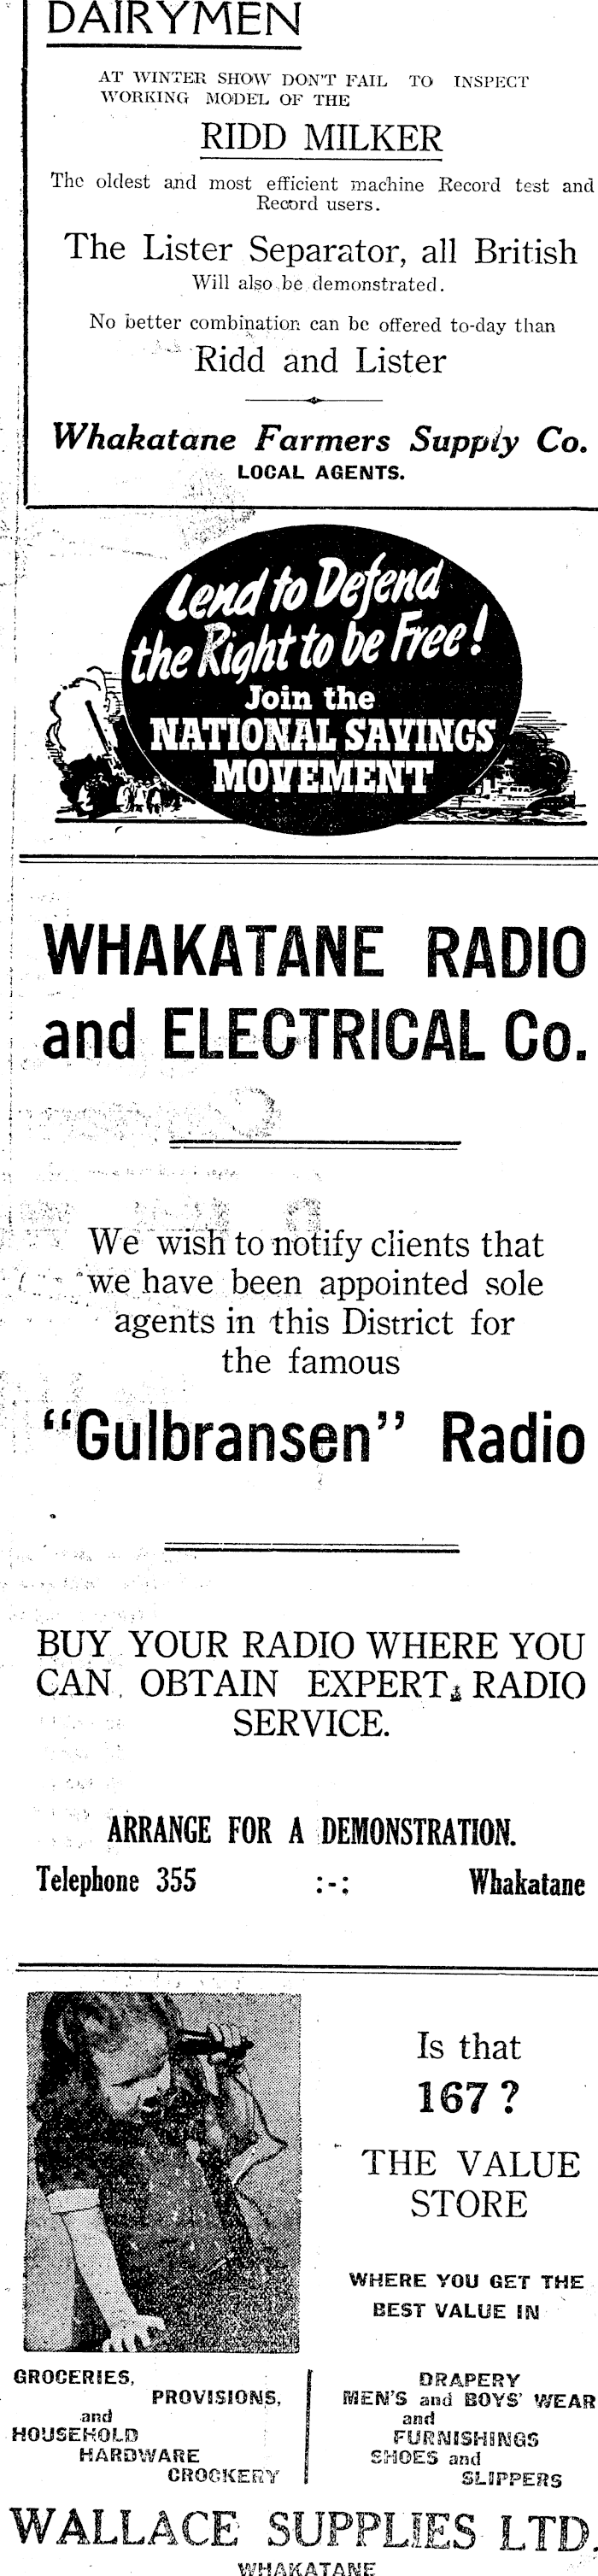 DAIRYMEN
AT WINTER SHOW DON'T FAIL TO INSPECT
WORKING MODEL OF THE
RIDD MILKER
The oldest and most efficient machine Record test and
Record users.
The Lister Separator, all British
Will also be demonstrated.
No better combination can be offered to-day than
Ridd and Lister
Whakatane Farmers Supply Co.
LOCAL AGENTS.
Lend to Defend
the Right to be Free!
Join the
NATIONAL SAVINGS
MOVEMENT
WHAKATANE RADIO
and ELECTRICAL Co.
We wish to notify clients that
we have been appointed sole
agents in this District for
the famous
"Gulbransen" Radio
BUY YOUR RADIO WHERE YOU
CAN OBTAIN EXPERT RADIO
SERVICE.
ARRANGE FOR A DEMONSTRATION.
Telephone 355 :-: Whakatane
Is that
167?
THE VALUE
STORE
WHERE YOU GET THE
BEST VALUE IN
GROCERIES,
PROVISIONS,
and
HOUSEHOLD
HARDWARE
CROCKERY
DRAPERY
MEN'S and BOYS' WEAR
and
FURNISHINGS
SHOES and
SLIPPERS
WALLACE SUPPLIES LTD.
WHAKATANE